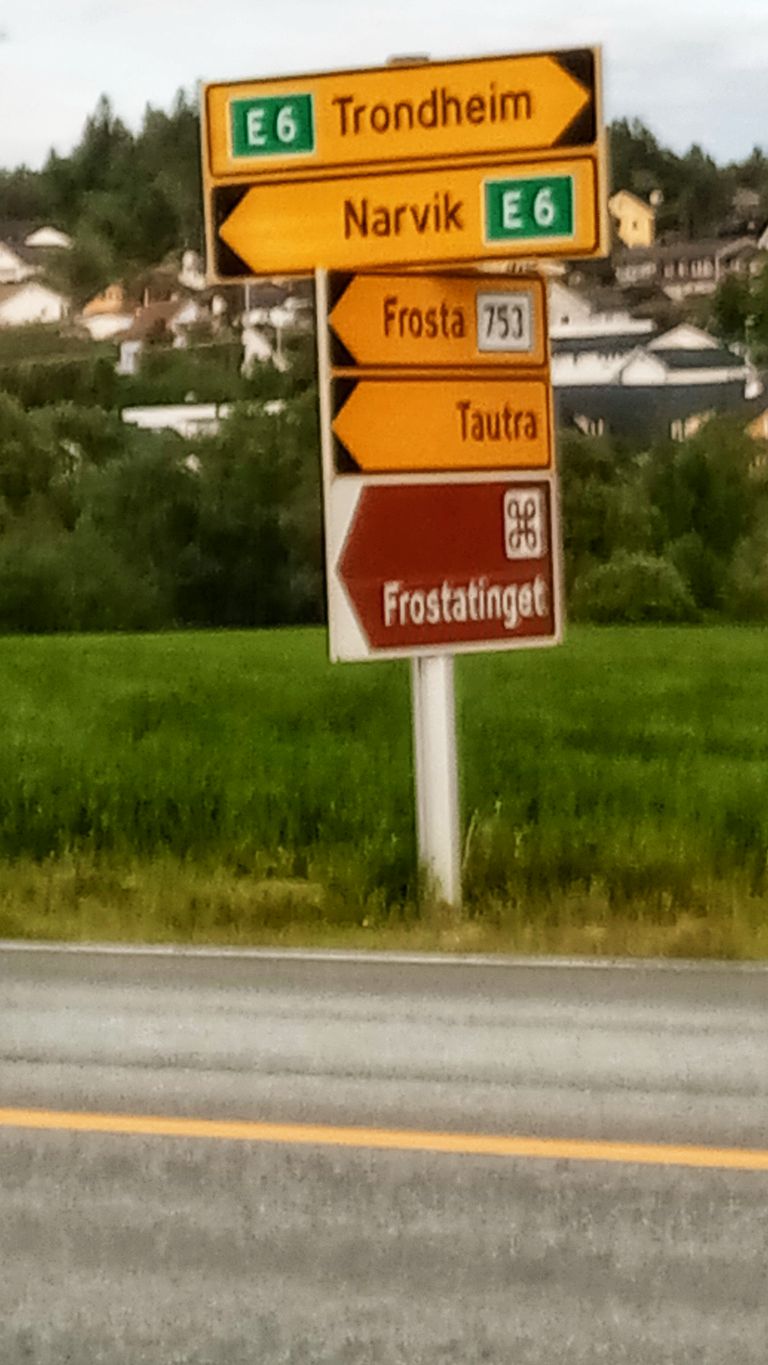 E6 Trondheim
Narvik E6
Frosta 753
Tautra
Frostatinget